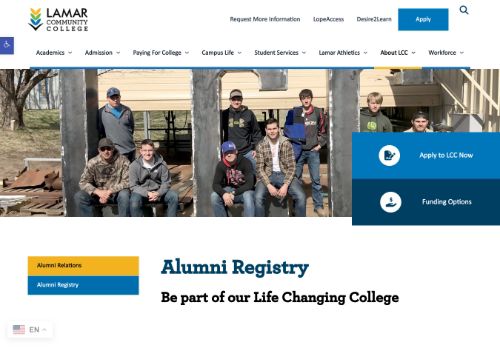 LAMAR
COMMUNITY
COLLEGE
Request More Information LopeAccess Desire2Learn Apply
Academics Admission Paying For College Campus Life Student Services Lamar Athletics About LCC Workforce
Apply to LCC Now
Funding Options
Alumni Relations
Alumni Registry
Alumni Registry
Be part of our Life Changing College
EN